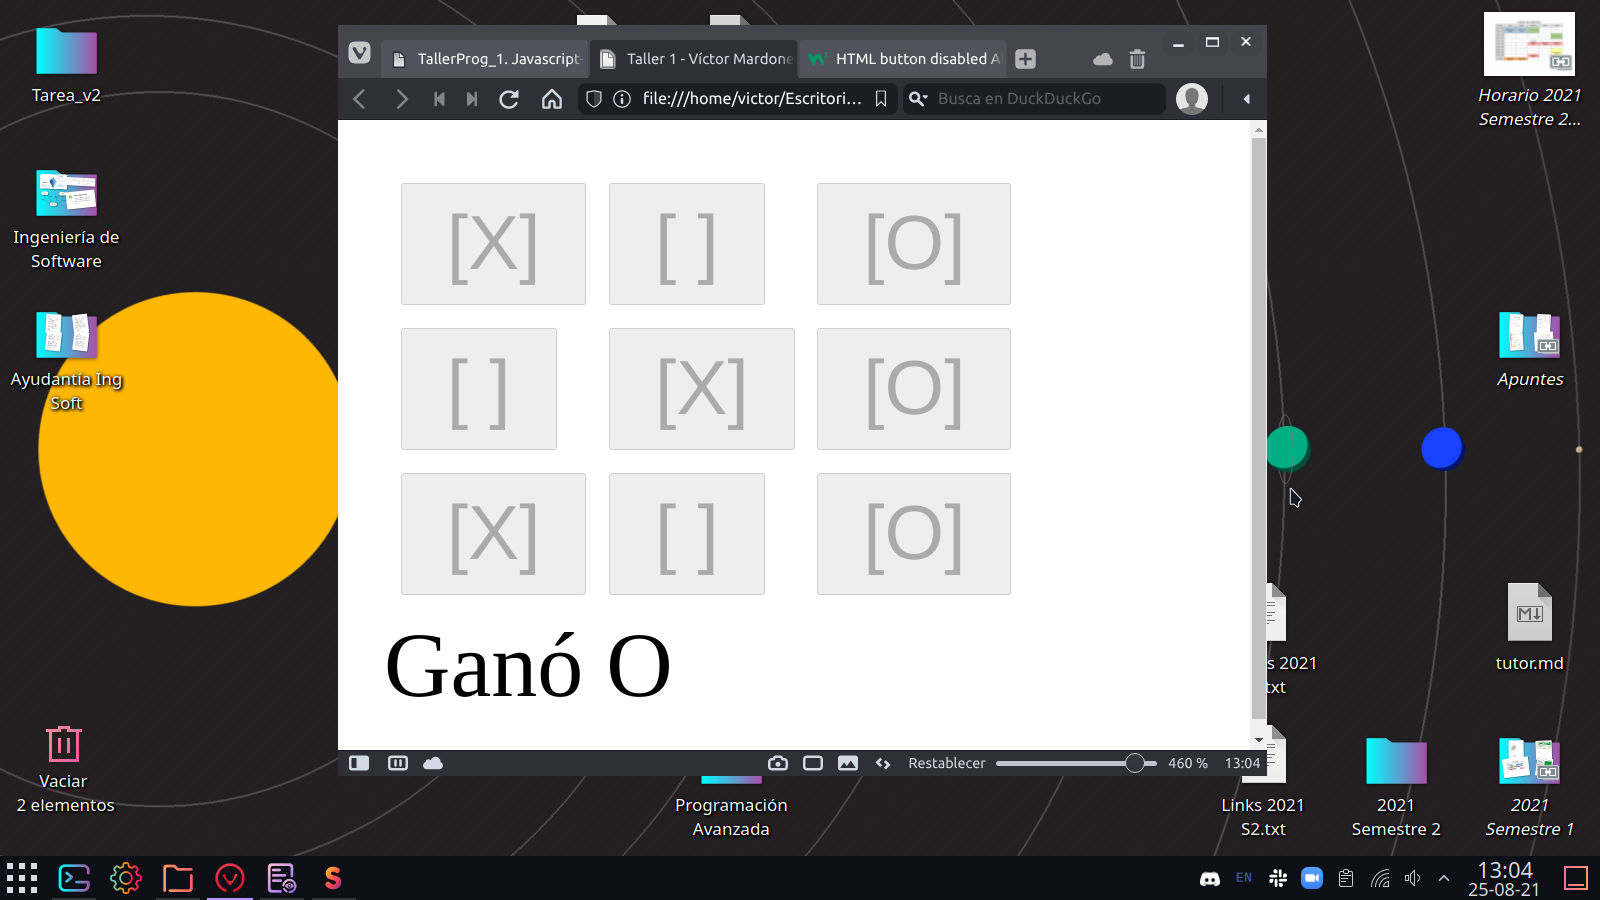 Tarea_v2
Ingeniería de
Software
Ayudantía Ing
Soft
Vaciar
2 elementos
TallerProg_1. Javascript-
Taller 1 - Víctor Mardone
HTML button disabled A
file:///home/victor/Escritori...
Busca en DuckDuckGo
[X] [ ] [O]
[ ] [X] [O]
[X] [ ] [O]
Ganó O
Restablecer
460 %
13:04
Programación
Avanzada
Horario 2021
Semestre 2...
Apuntes
s 2021
txt
M↓
tutor.md
Links 2021
S2.txt
2021
Semestre 2
2021
Semestre 1
EN
13:04
25-08-21